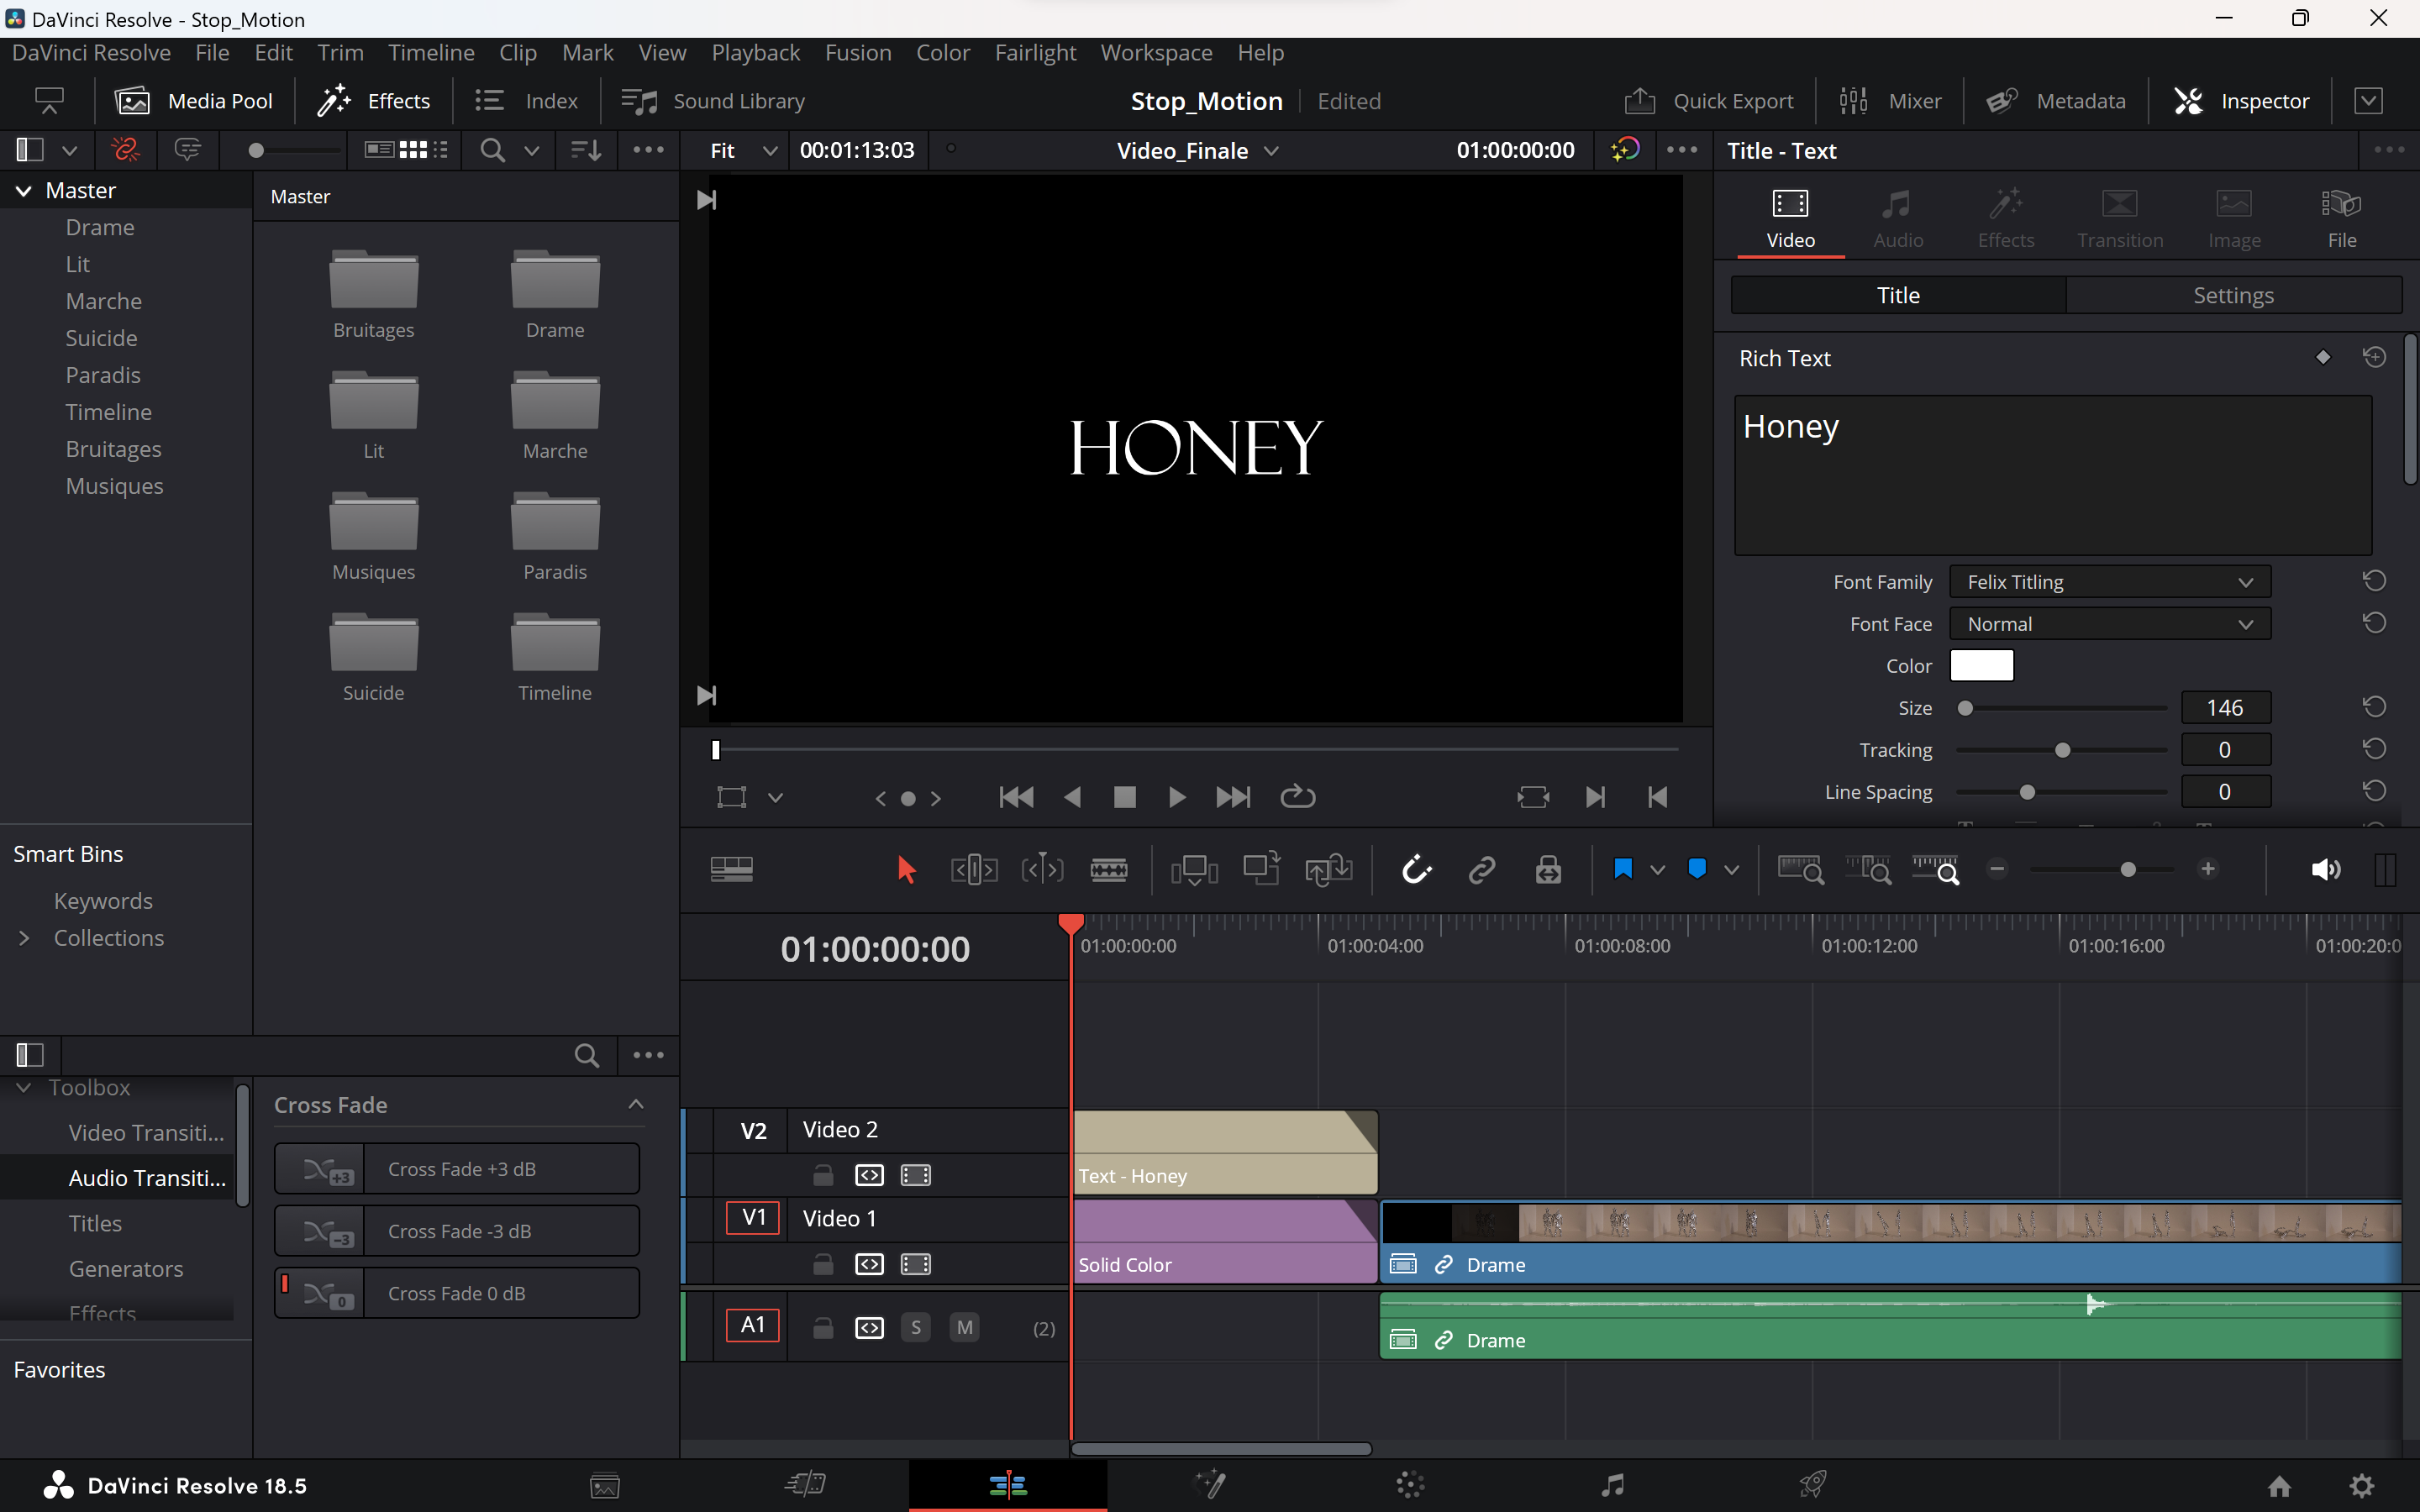 DaVinci Resolve - Stop_Motion
DaVinci Resolve File Edit Trim Timeline Clip Mark View Playback Fusion Color Fairlight Workspace Help
Media Pool Effects Index Sound Library Stop_Motion Edited Quick Export Mixer Metadata Inspector
Fit 00:01:13:03 Video_Finale 01:00:00:00 Title - Text
Master
Drame
Lit
Marche
Suicide
Paradis
Timeline
Bruitages
Musiques
Smart Bins
Keywords
Collections
Master
Bruitages Drame
Lit Marche
Musiques Paradis
Suicide Timeline
HONEY
Video Audio Effects Transition Image File
Title Settings
Rich Text
Honey
Font Family Felix Titling
Font Face Normal
Color
Size 146
Tracking 0
Line Spacing 0
Toolbox
Video Transiti...
Audio Transiti...
Titles
Generators
Effects
Favorites
Cross Fade
+3 Cross Fade +3 dB
-3 Cross Fade -3 dB
0 Cross Fade 0 dB
01:00:00:00
01:00:00:00 01:00:04:00 01:00:08:00 01:00:12:00 01:00:16:00 01:00:20:0
V2 Video 2
Text - Honey
V1 Video 1
Solid Color Drame
A1 S M (2)
Drame
DaVinci Resolve 18.5